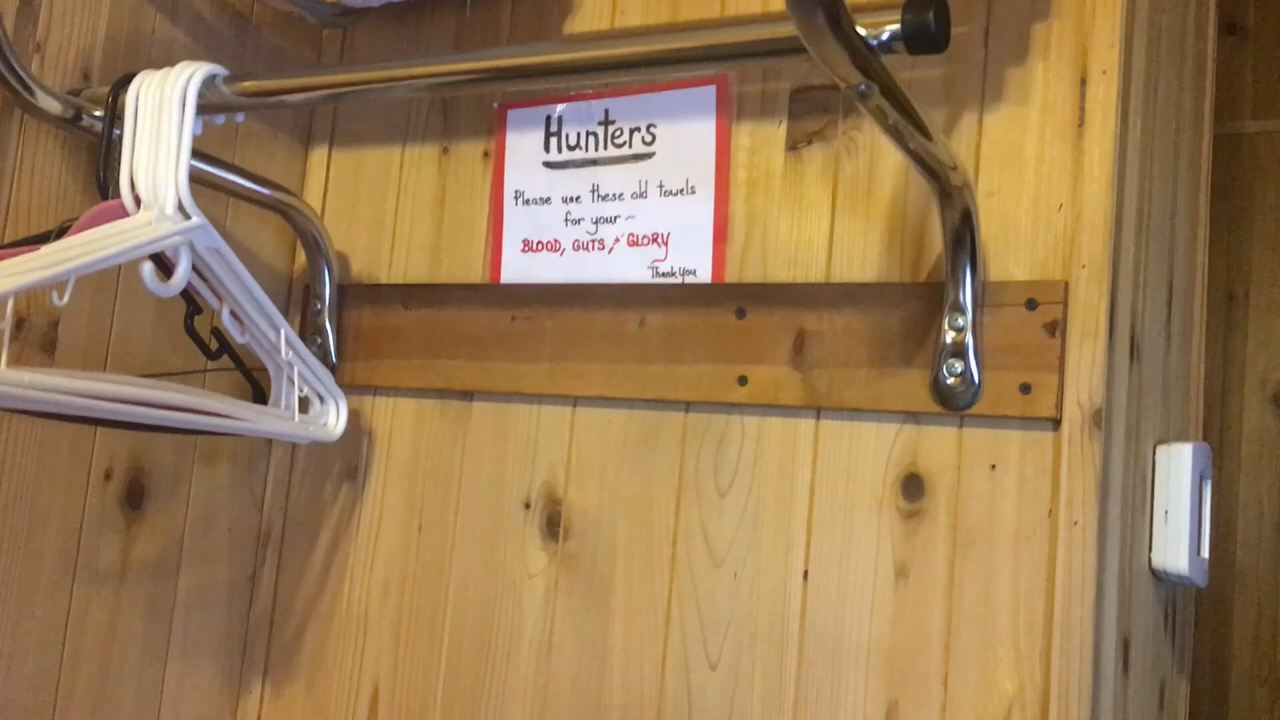 Hunters
Please use these old towels
for your ~
BLOOD, GUTS & GLORY
Thank You